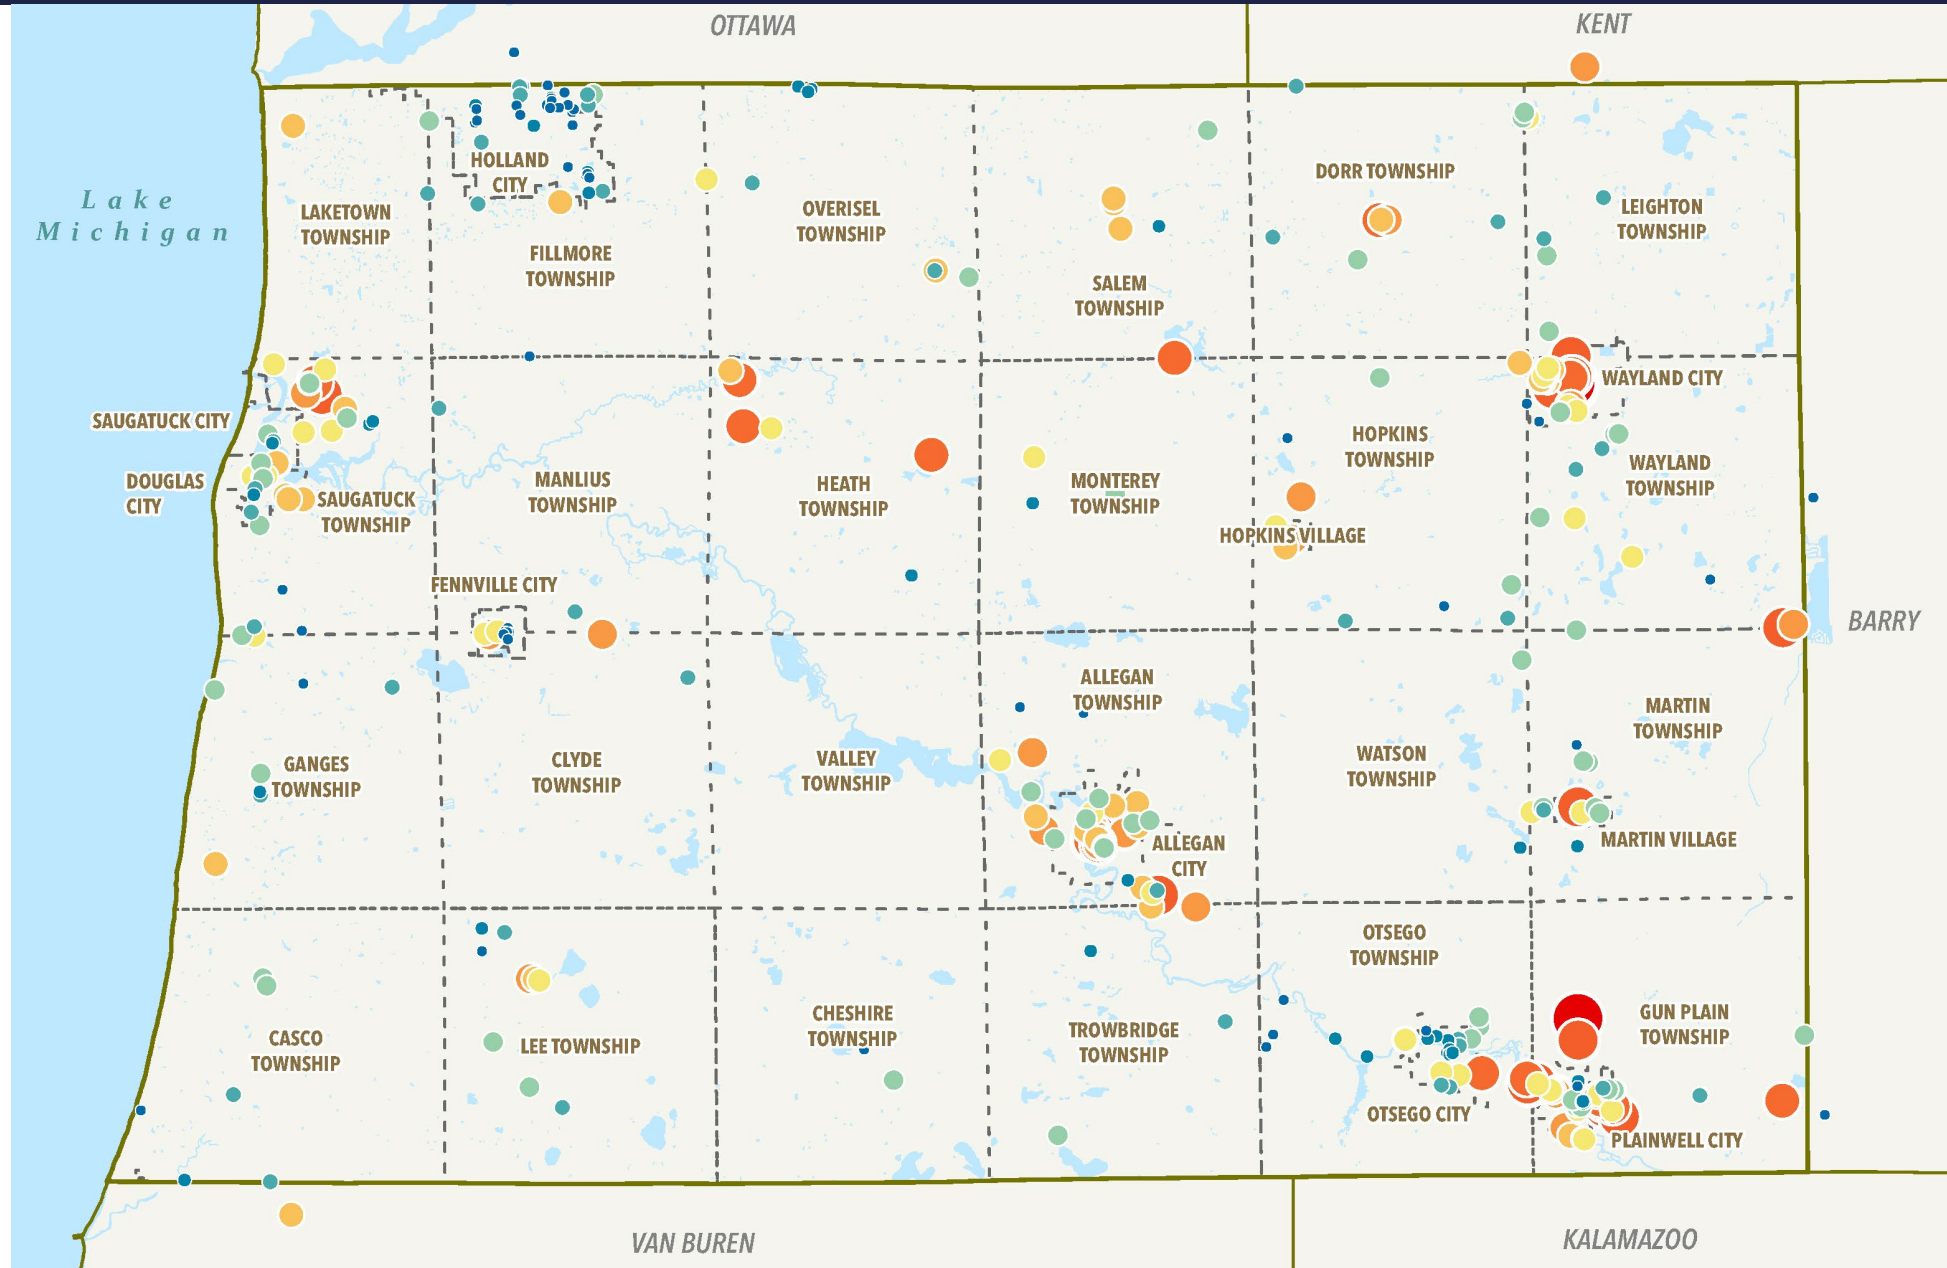 OTTAWA
KENT
Lake
Michigan
HOLLAND
CITY
DORR TOWNSHIP
LAKETOWN
TOWNSHIP
OVERISEL
TOWNSHIP
LEIGHTON
TOWNSHIP
FILLMORE
TOWNSHIP
SALEM
TOWNSHIP
WAYLAND CITY
SAUGATUCK CITY
HOPKINS
TOWNSHIP
DOUGLAS
CITY
SAUGATUCK
TOWNSHIP
MANLIUS
TOWNSHIP
HEATH
TOWNSHIP
MONTEREY
TOWNSHIP
WAYLAND
TOWNSHIP
HOPKINS VILLAGE
FENNVILLE CITY
BARRY
ALLEGAN
TOWNSHIP
MARTIN
TOWNSHIP
GANGES
TOWNSHIP
CLYDE
TOWNSHIP
VALLEY
TOWNSHIP
WATSON
TOWNSHIP
MARTIN VILLAGE
ALLEGAN
CITY
OTSEGO
TOWNSHIP
CASCO
TOWNSHIP
LEE TOWNSHIP
CHESHIRE
TOWNSHIP
TROWBRIDGE
TOWNSHIP
GUN PLAIN
TOWNSHIP
OTSEGO CITY
PLAINWELL CITY
VAN BUREN
KALAMAZOO